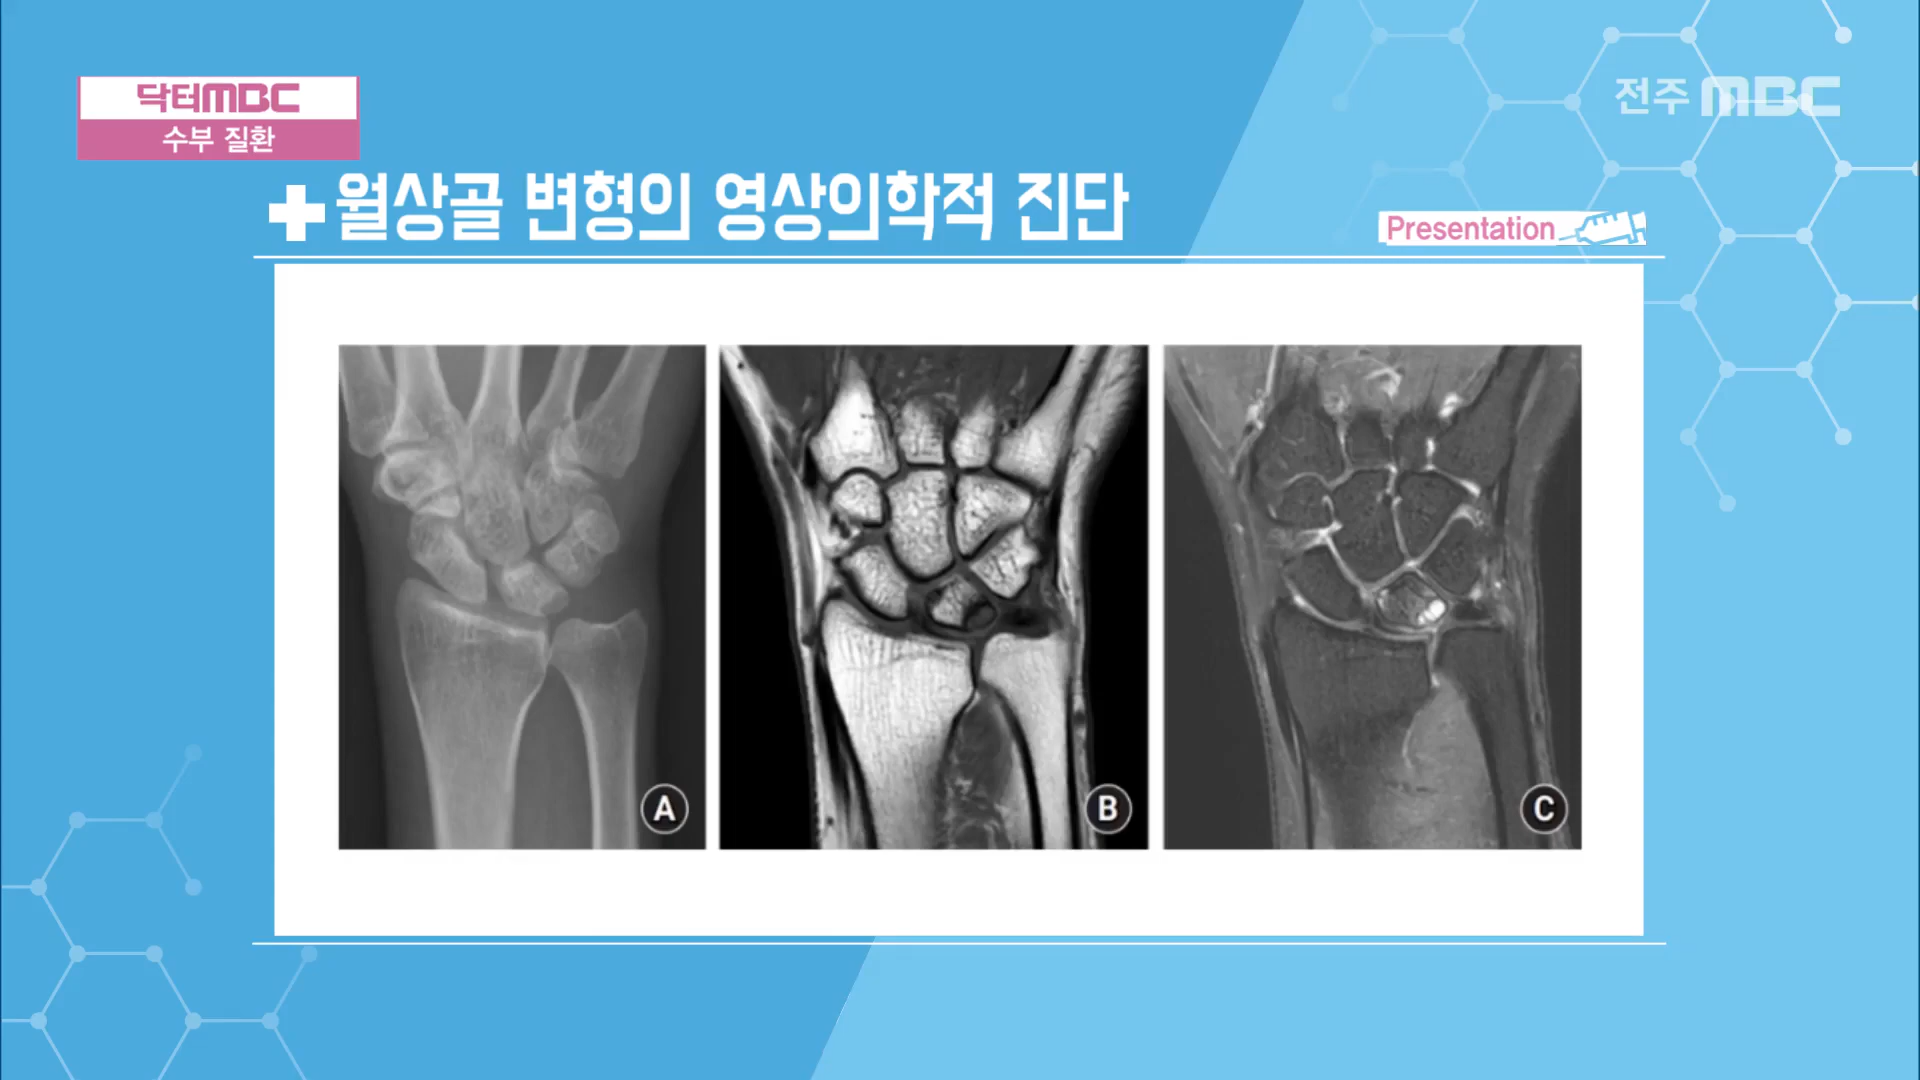 닥터MBC
수부 질환
전주 MBC
월상골 변형의 영상의학적 진단
Presentation
A
B
C